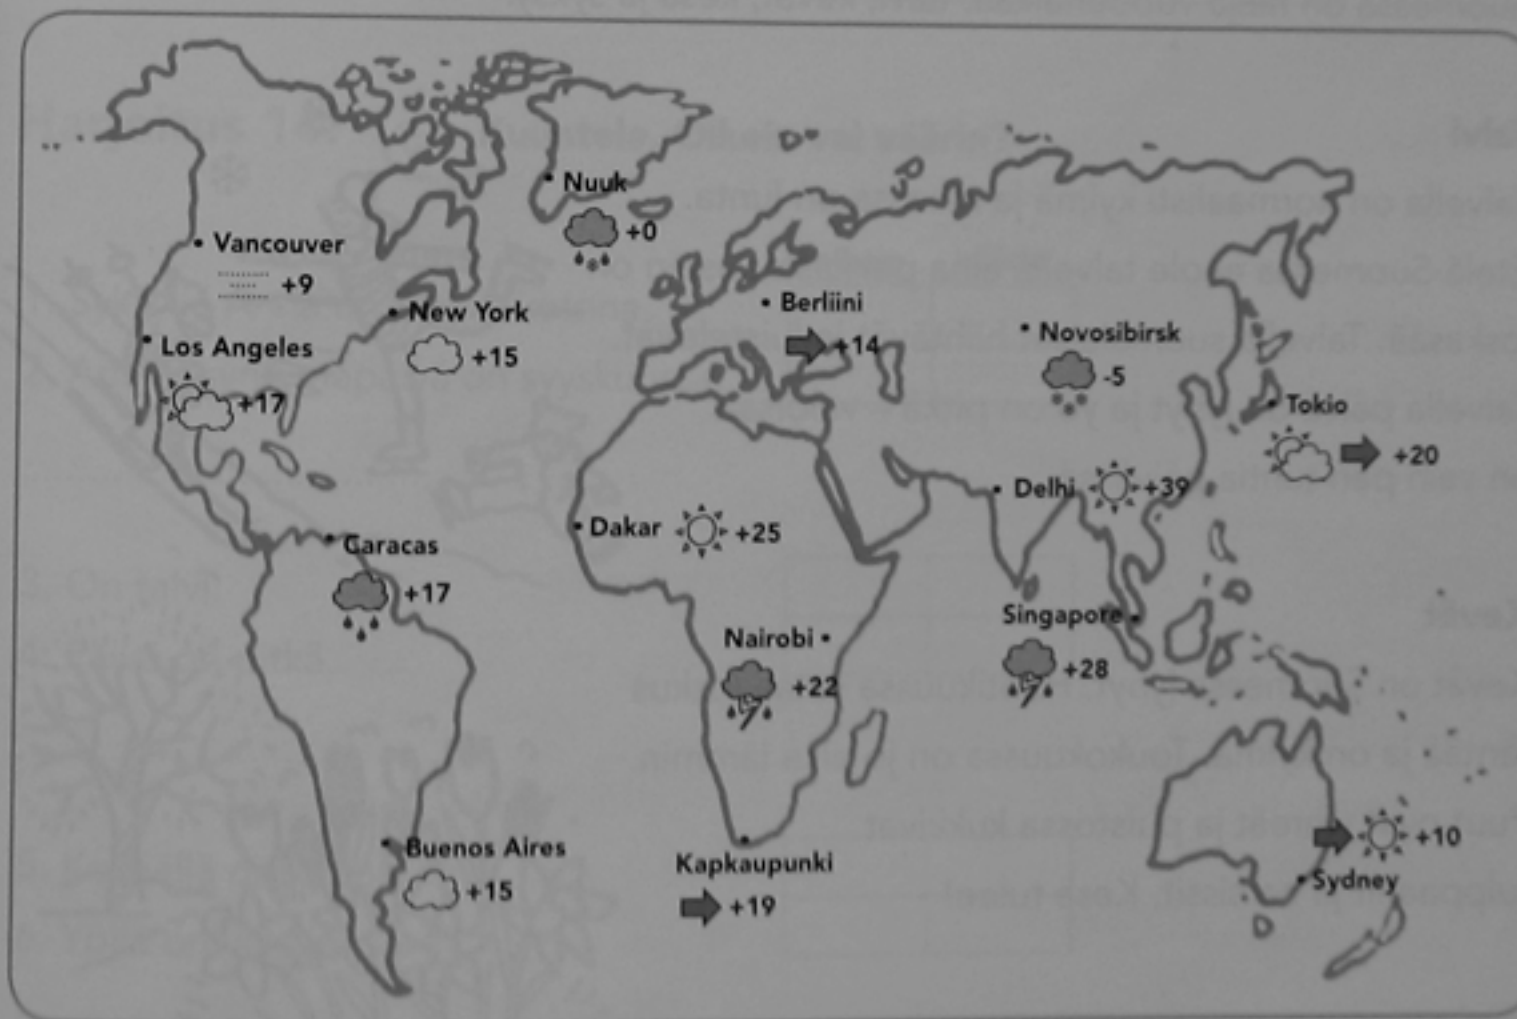 Nuuk
+0
Vancouver
+9
New York
+15
Los Angeles
+17
Berliini
+14
Novosibirsk
-5
Tokio
+20
Delhi +39
Dakar +25
Caracas
+17
Singapore
+28
Nairobi
+22
Buenos Aires
+15
Kapkaupunki
+19
+10
Sydney